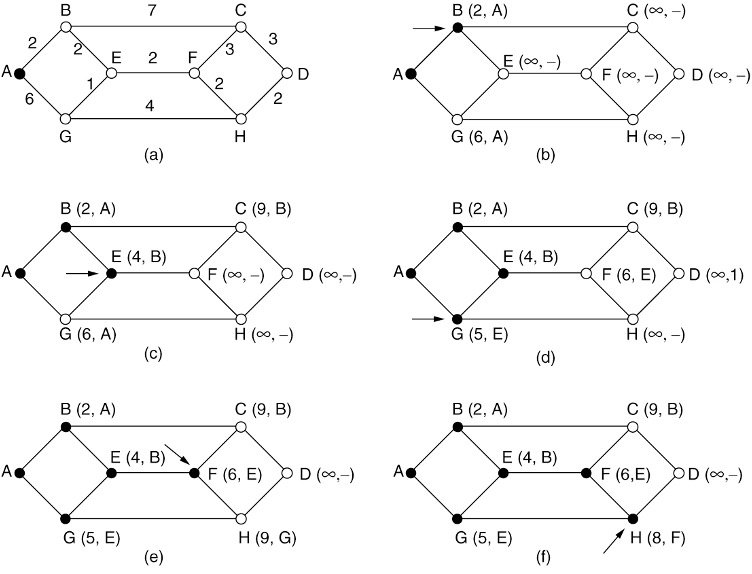 B
7
C
2
2
E
2
F
3
3
A
D
1
6
2
2
4
G
H
(a)
B (2, A)
C (∞, –)
E (∞, –)
A
F (∞, –)
D (∞, –)
G (6, A)
H (∞, –)
(b)
B (2, A)
C (9, B)
E (4, B)
A
F (∞, –)
D (∞,–)
G (6, A)
H (∞, –)
(c)
B (2, A)
C (9, B)
E (4, B)
A
F (6, E)
D (∞,1)
G (5, E)
H (∞, –)
(d)
B (2, A)
C (9, B)
E (4, B)
A
F (6, E)
D (∞,–)
G (5, E)
H (9, G)
(e)
B (2, A)
C (9, B)
E (4, B)
A
F (6,E)
D (∞,–)
G (5, E)
H (8, F)
(f)